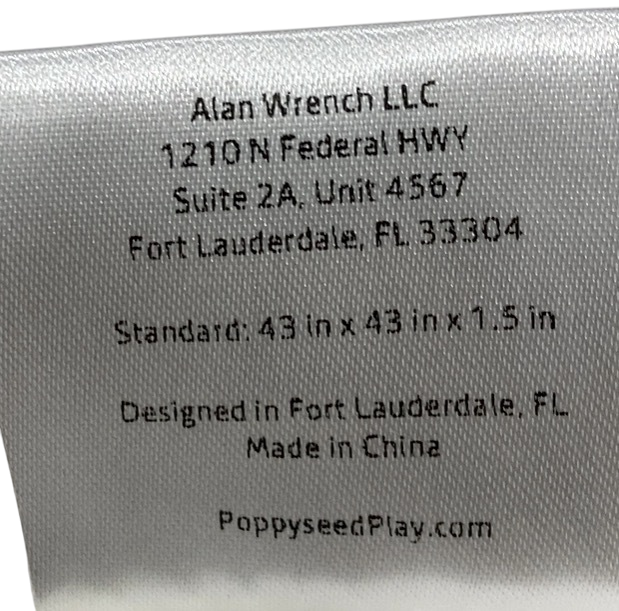 Alan Wrench LLC
1210 N Federal HWY
Suite 2A, Unit 4567
Fort Lauderdale, FL 33304
Standard: 43 in x 43 in x 1.5 in
Designed in Fort Lauderdale, FL
Made in China
PoppyseedPlay.com